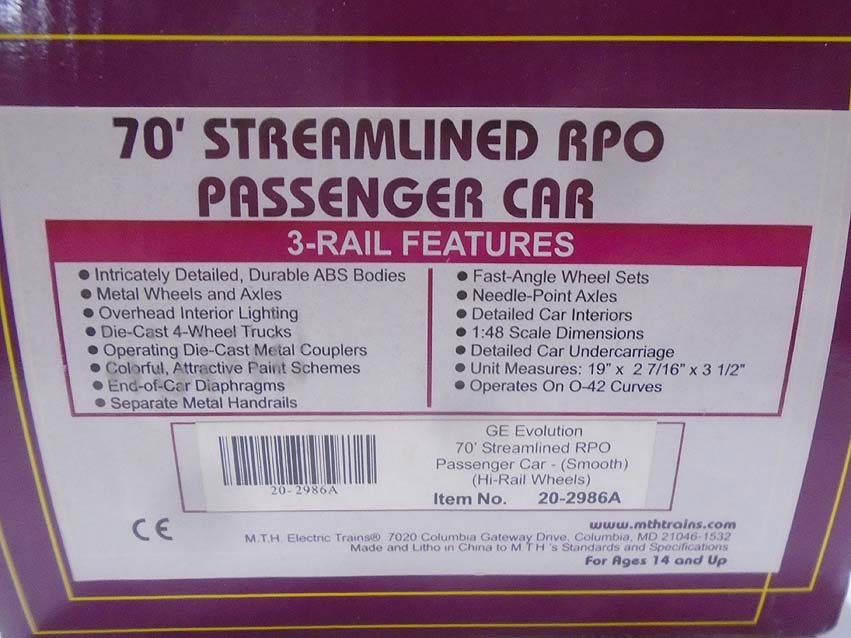 70' STREAMLINED RPO
PASSENGER CAR
3-RAIL FEATURES
● Intricately Detailed, Durable ABS Bodies
● Metal Wheels and Axles
● Overhead Interior Lighting
● Die-Cast 4-Wheel Trucks
● Operating Die-Cast Metal Couplers
● Colorful, Attractive Paint Schemes
● End-of-Car Diaphragms
● Separate Metal Handrails
● Fast-Angle Wheel Sets
● Needle-Point Axles
● Detailed Car Interiors
● 1:48 Scale Dimensions
● Detailed Car Undercarriage
● Unit Measures: 19" x 2 7/16" x 3 1/2"
● Operates On O-42 Curves
20-2986A
GE Evolution
70' Streamlined RPO
Passenger Car - (Smooth)
(Hi-Rail Wheels)
Item No. 20-2986A
CE
www.mthtrains.com
M.T.H. Electric Trains® 7020 Columbia Gateway Drive, Columbia, MD 21046-1532
Made and Litho in China to M T H 's Standards and Specifications
For Ages 14 and Up